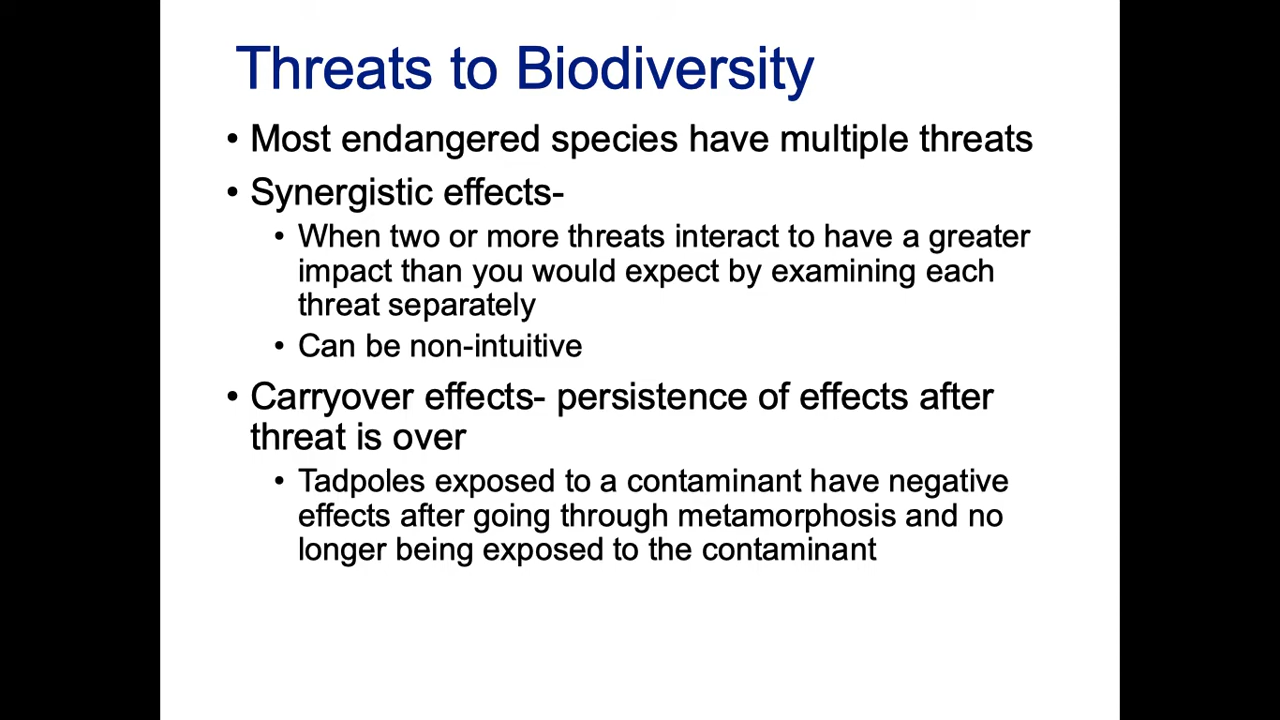 Threats to Biodiversity
• Most endangered species have multiple threats
• Synergistic effects-
• When two or more threats interact to have a greater
impact than you would expect by examining each
threat separately
• Can be non-intuitive
• Carryover effects- persistence of effects after
threat is over
• Tadpoles exposed to a contaminant have negative
effects after going through metamorphosis and no
longer being exposed to the contaminant